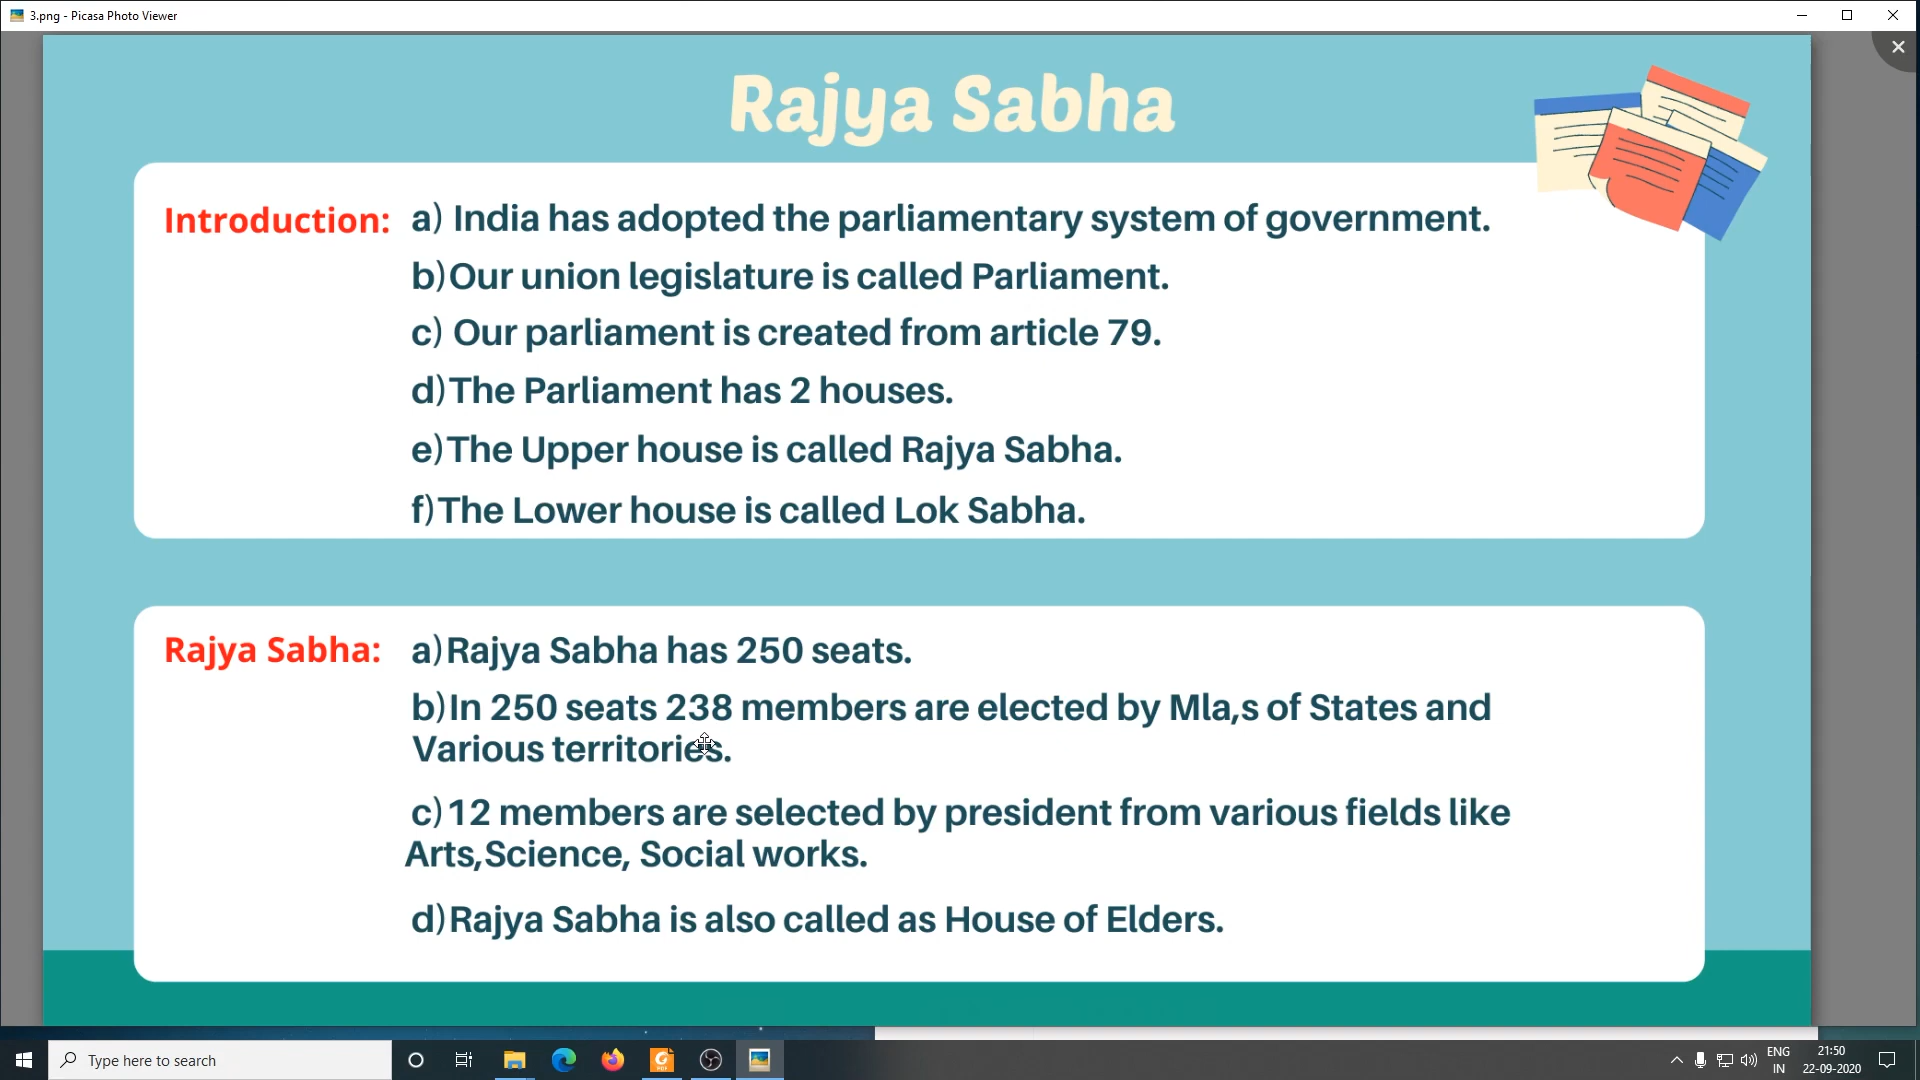 3.png - Picasa Photo Viewer
Rajya Sabha
Introduction: a) India has adopted the parliamentary system of government.
b)Our union legislature is called Parliament.
c) Our parliament is created from article 79.
d)The Parliament has 2 houses.
e)The Upper house is called Rajya Sabha.
f)The Lower house is called Lok Sabha.
Rajya Sabha: a)Rajya Sabha has 250 seats.
b)In 250 seats 238 members are elected by Mla,s of States and
Various territories.
c)12 members are selected by president from various fields like
Arts,Science, Social works.
d)Rajya Sabha is also called as House of Elders.
Type here to search
ENG
IN
21:50
22-09-2020